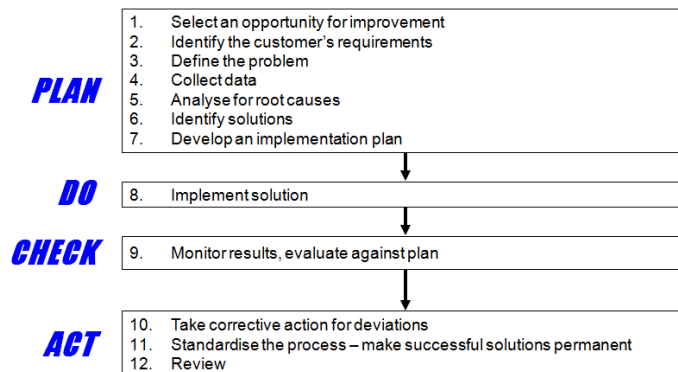 PLAN
1. Select an opportunity for improvement
2. Identify the customer's requirements
3. Define the problem
4. Collect data
5 Analyse for root causes
6 Identify solutions
7. Develop an implementation plan
DO
8. Implement solution
CHECK
9. Monitor results, evaluate against plan
ACT
10. Take corrective action for deviations
11. Standardise the process – make successful solutions permanent
12. Review